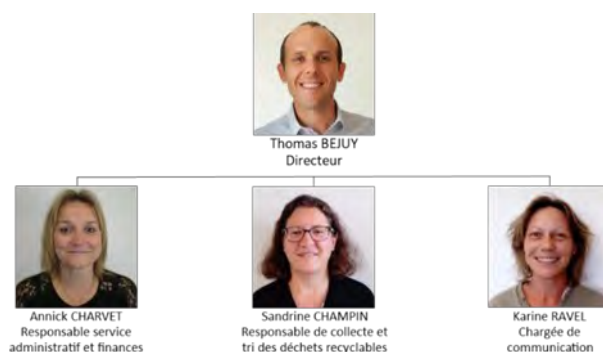 Thomas BEJUY
Directeur
Annick CHARVET
Responsable service
administratif et finances
Sandrine CHAMPIN
Responsable de collecte et
tri des déchets recyclables
Karine RAVEL
Chargée de
communication